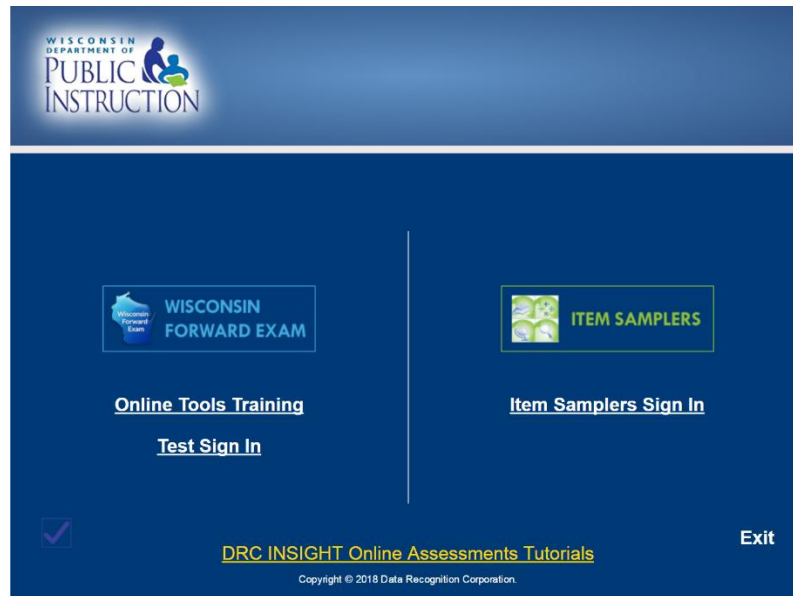 WISCONSIN
DEPARTMENT OF
PUBLIC
INSTRUCTION
Wisconsin
Forward
Exam
WISCONSIN
FORWARD EXAM
Online Tools Training
Test Sign In
ITEM SAMPLERS
Item Samplers Sign In
Exit
DRC INSIGHT Online Assessments Tutorials
Copyright © 2018 Data Recognition Corporation.